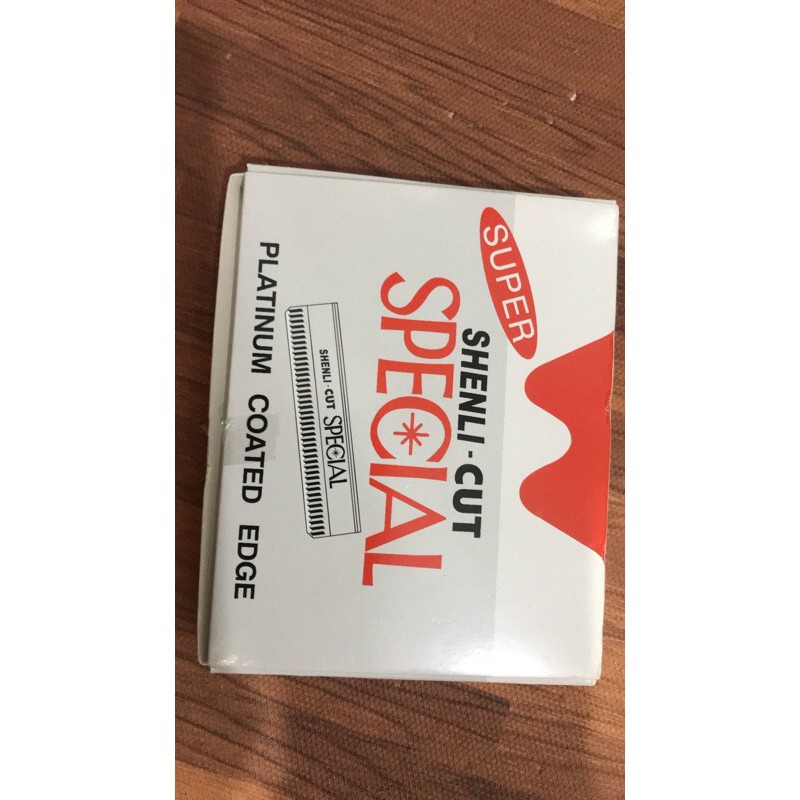 SUPER
SHENLI-CUT
SPECIAL
SHENLI-CUT SPECIAL
PLATINUM COATED EDGE